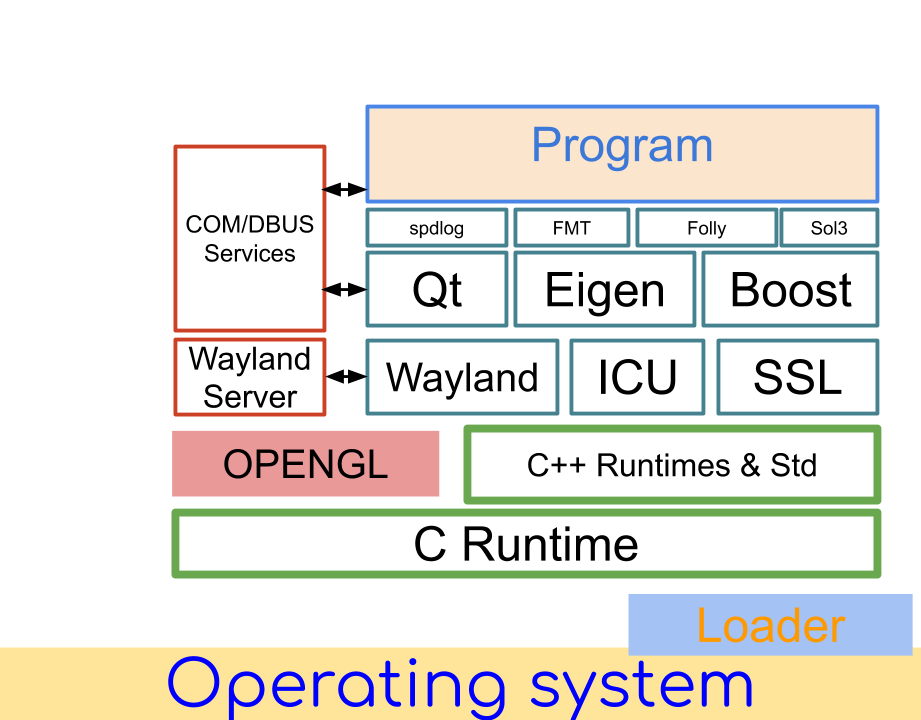 Program
COM/DBUS
Services
spdlog
FMT
Folly
Sol3
Qt
Eigen
Boost
Wayland
Server
Wayland
ICU
SSL
OPENGL
C++ Runtimes & Std
C Runtime
Loader
Operating system